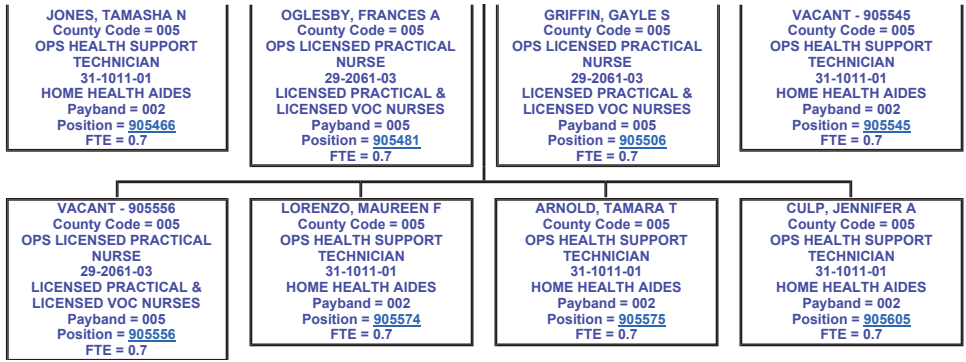 JONES, TAMASHA N
County Code = 005
OPS HEALTH SUPPORT
TECHNICIAN
31-1011-01
HOME HEALTH AIDES
Payband = 002
Position = 905466
FTE = 0.7
OGLESBY, FRANCES A
County Code = 005
OPS LICENSED PRACTICAL
NURSE
29-2061-03
LICENSED PRACTICAL &
LICENSED VOC NURSES
Payband = 005
Position = 905481
FTE = 0.7
GRIFFIN, GAYLE S
County Code = 005
OPS LICENSED PRACTICAL
NURSE
29-2061-03
LICENSED PRACTICAL &
LICENSED VOC NURSES
Payband = 005
Position = 905506
FTE = 0.7
VACANT - 905545
County Code = 005
OPS HEALTH SUPPORT
TECHNICIAN
31-1011-01
HOME HEALTH AIDES
Payband = 002
Position = 905545
FTE = 0.7
VACANT - 905556
County Code = 005
OPS LICENSED PRACTICAL
NURSE
29-2061-03
LICENSED PRACTICAL &
LICENSED VOC NURSES
Payband = 005
Position = 905556
FTE = 0.7
LORENZO, MAUREEN F
County Code = 005
OPS HEALTH SUPPORT
TECHNICIAN
31-1011-01
HOME HEALTH AIDES
Payband = 002
Position = 905574
FTE = 0.7
ARNOLD, TAMARA T
County Code = 005
OPS HEALTH SUPPORT
TECHNICIAN
31-1011-01
HOME HEALTH AIDES
Payband = 002
Position = 905575
FTE = 0.7
CULP, JENNIFER A
County Code = 005
OPS HEALTH SUPPORT
TECHNICIAN
31-1011-01
HOME HEALTH AIDES
Payband = 002
Position = 905605
FTE = 0.7